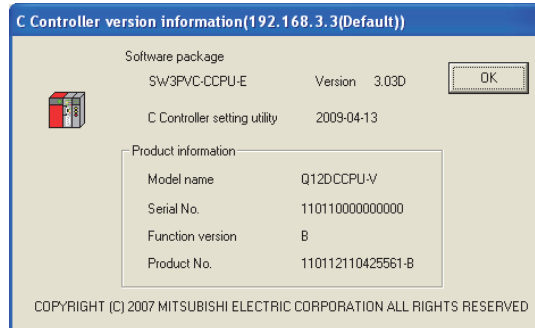 C Controller version information(192.168.3.3(Default))
Software package
SW3PVC-CCPU-E Version 3.03D
OK
C Controller setting utility 2009-04-13
Product information
Model name Q12DCCPU-V
Serial No. 110110000000000
Function version B
Product No. 110112110425561-B
COPYRIGHT (C) 2007 MITSUBISHI ELECTRIC CORPORATION ALL RIGHTS RESERVED